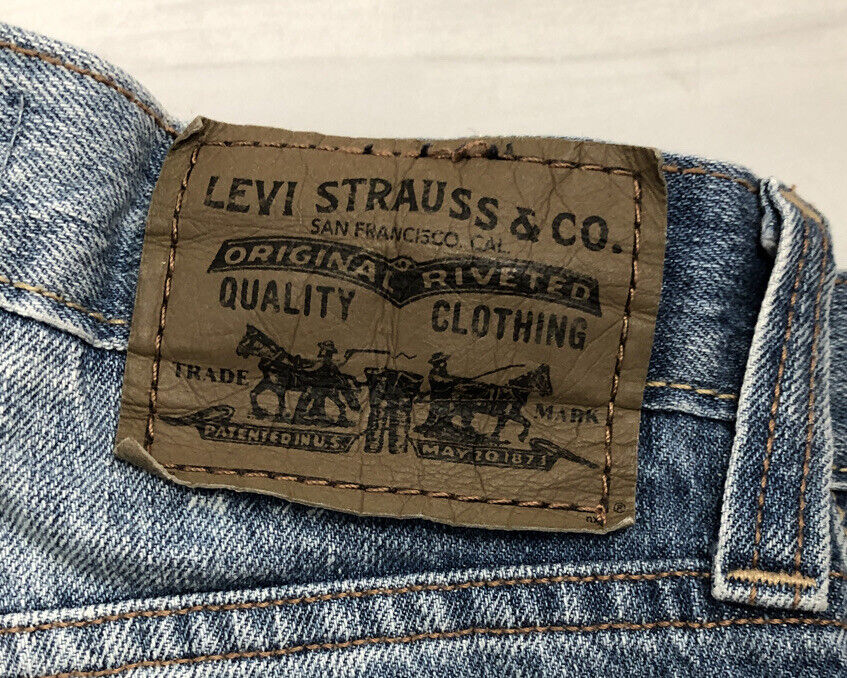 LEVI STRAUSS & CO.
SAN FRANCISCO, CAL.
ORIGINAL RIVETED
QUALITY CLOTHING
TRADE MARK
PATENTED IN U.S. MAY 20 1873
®